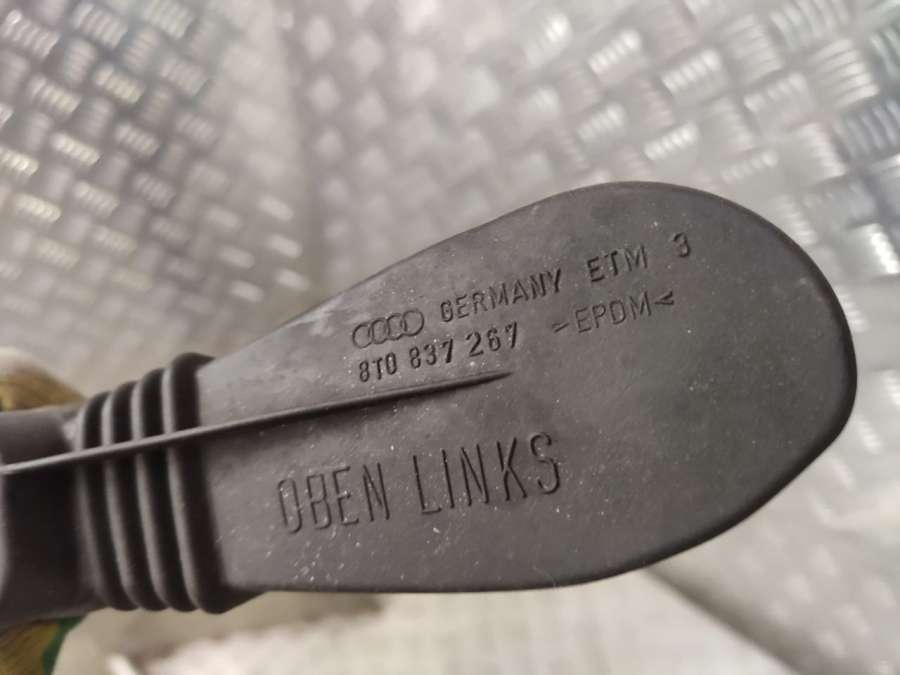 GERMANY ETM 3
8T0 837 267 >EPDM<
OBEN LINKS